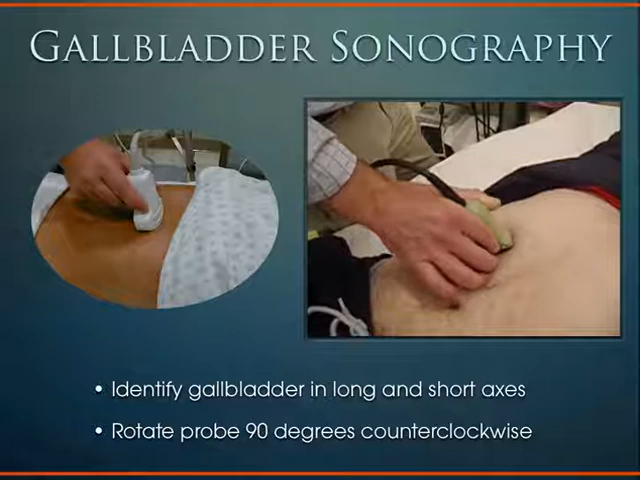 Gallbladder Sonography
• Identify gallbladder in long and short axes
• Rotate probe 90 degrees counterclockwise